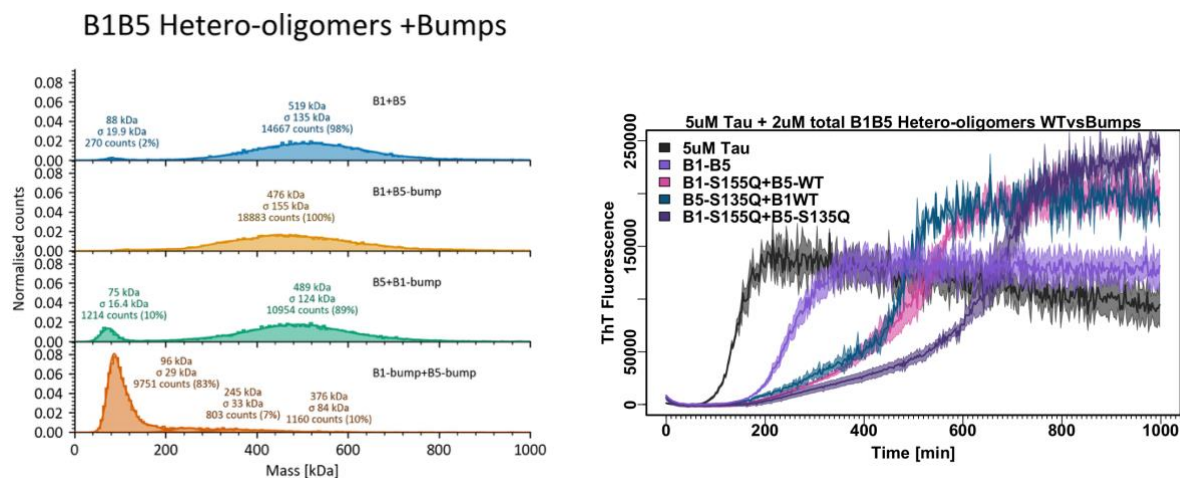 B1B5 Hetero-oligomers +Bumps
Normalised counts
0.08
0.06
0.04
0.02
0.00
88 kDa
σ 19.9 kDa
270 counts (2%)
519 kDa
σ 135 kDa
14667 counts (98%)
B1+B5
0.08
0.06
0.04
0.02
0.00
476 kDa
σ 155 kDa
18883 counts (100%)
B1+B5-bump
0.08
0.06
0.04
0.02
0.00
75 kDa
σ 16.4 kDa
1214 counts (10%)
489 kDa
σ 124 kDa
10954 counts (89%)
B5+B1-bump
0.08
0.06
0.04
0.02
0.00
96 kDa
σ 29 kDa
9751 counts (83%)
245 kDa
σ 33 kDa
803 counts (7%)
376 kDa
σ 84 kDa
1160 counts (10%)
B1-bump+B5-bump
0 200 400 600 800 1000
Mass [kDa]
5uM Tau + 2uM total B1B5 Hetero-oligomers WTvsBumps
ThT Fluorescence
250000
150000
50000
0
5uM Tau
B1-B5
B1-S155Q+B5-WT
B5-S135Q+B1WT
B1-S155Q+B5-S135Q
0 200 400 600 800 1000
Time [min]